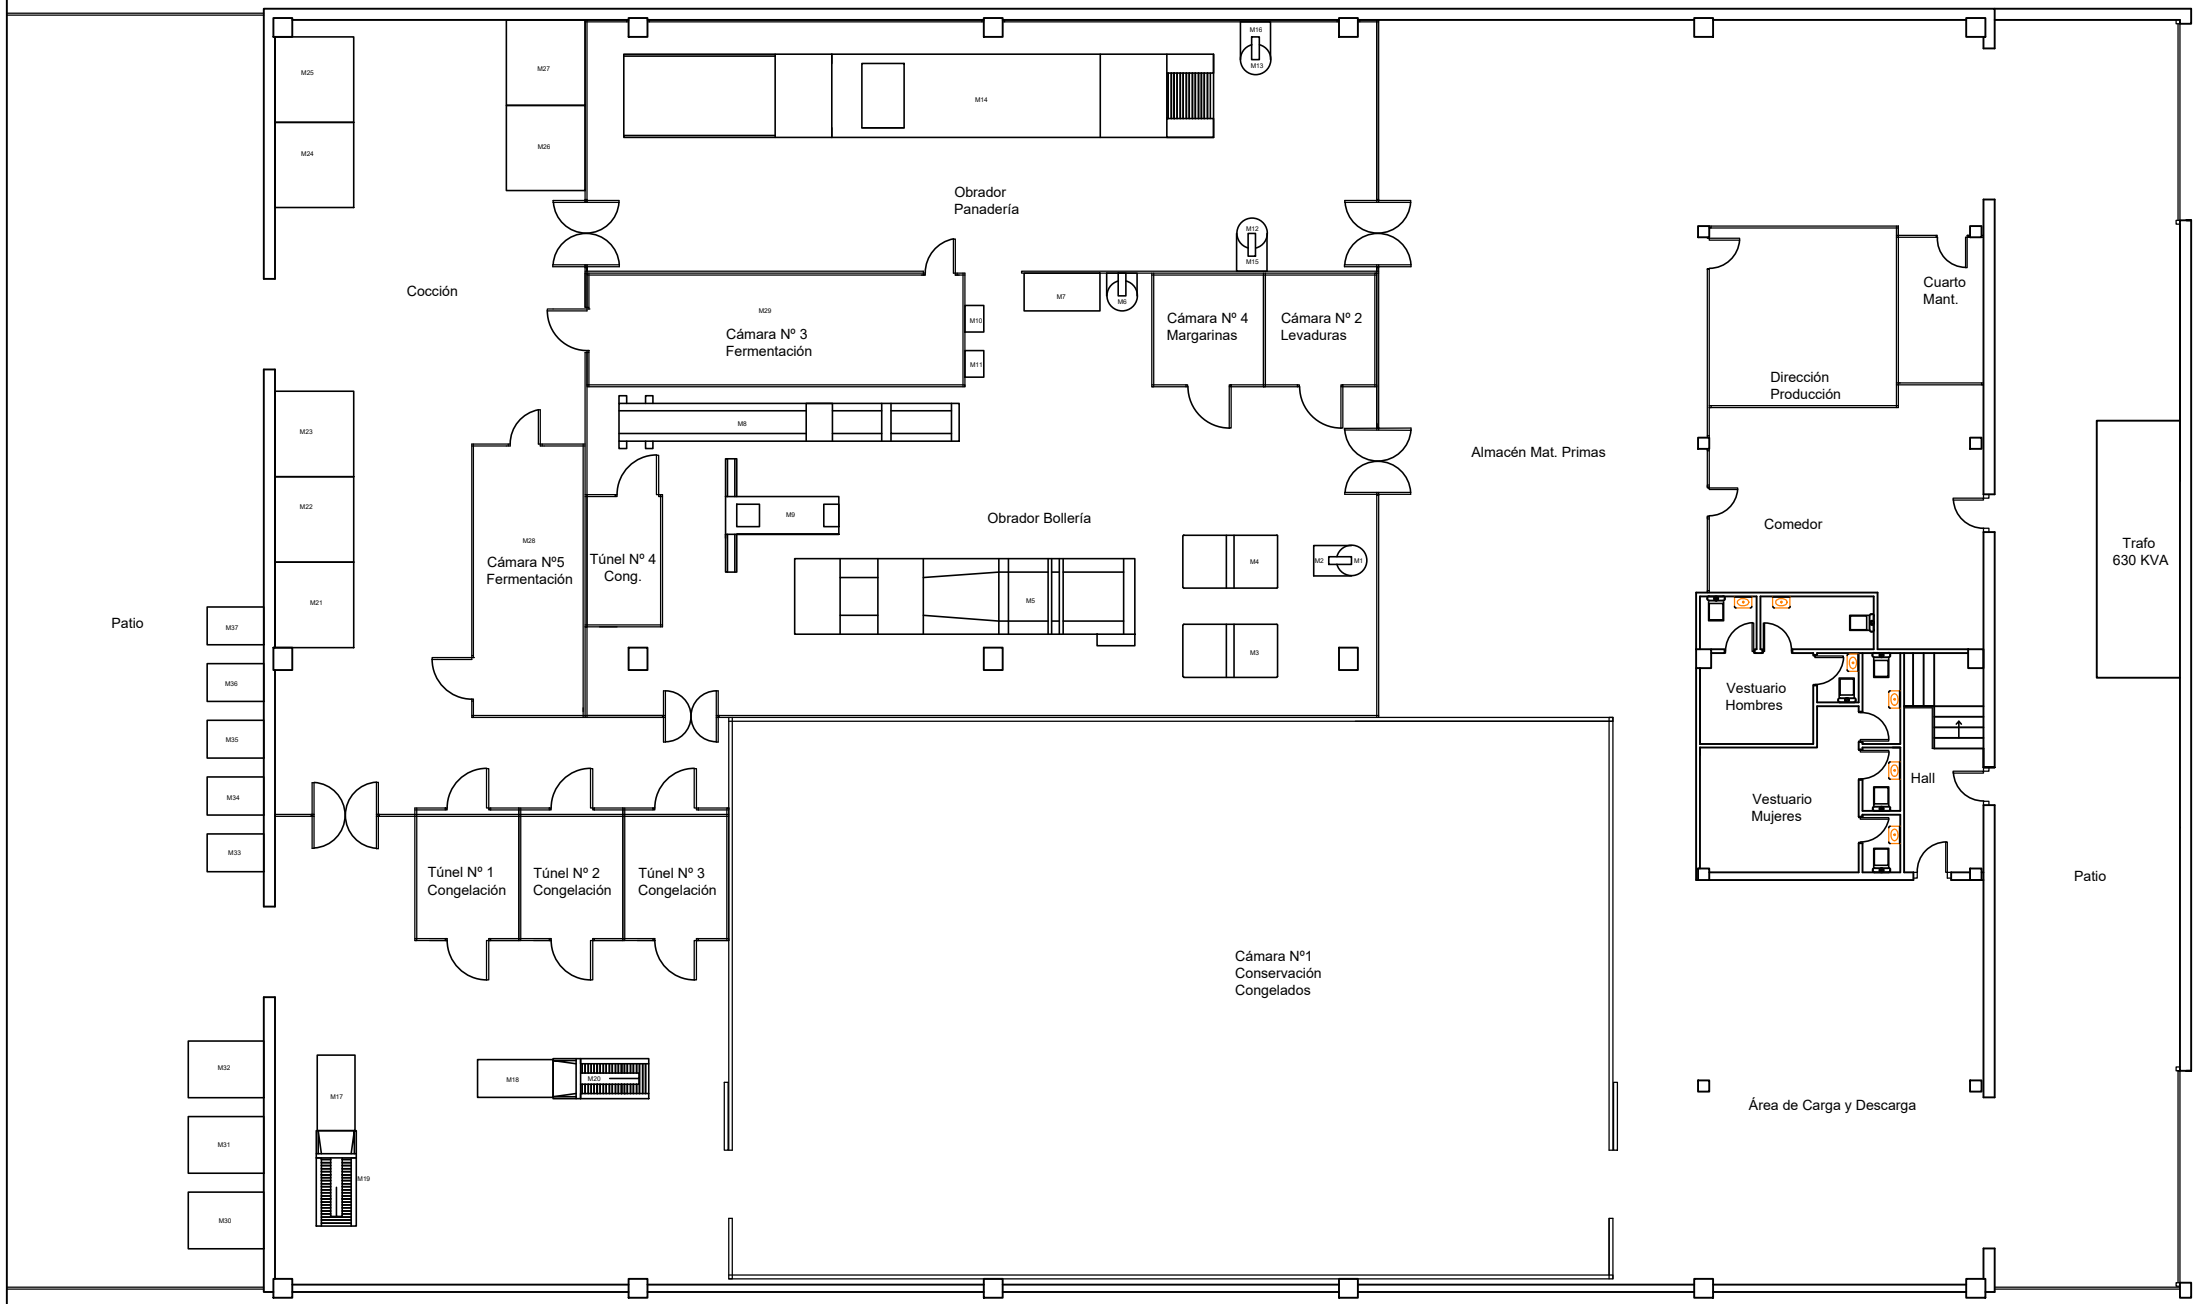 M16
M13
M25
M27
M14
M24
M26
Obrador
Panadería
M12
M15
Cocción
Cuarto
Mant.
M7
M6
M29
Cámara Nº 3
Fermentación
M10
M11
Cámara Nº 4
Margarinas
Cámara Nº 2
Levaduras
Dirección
Producción
M23
M8
Almacén Mat. Primas
M22
M9
Obrador Bollería
Comedor
M28
Cámara Nº5
Fermentación
Túnel Nº 4
Cong.
M4
M2
M1
Trafo
630 KVA
M21
M5
Patio
M37
M3
M36
Vestuario
Hombres
M35
M34
Hall
Vestuario
Mujeres
M33
Túnel Nº 1
Congelación
Túnel Nº 2
Congelación
Túnel Nº 3
Congelación
Patio
Cámara Nº1
Conservación
Congelados
M32
M18
M20
M17
Área de Carga y Descarga
M31
M19
M30